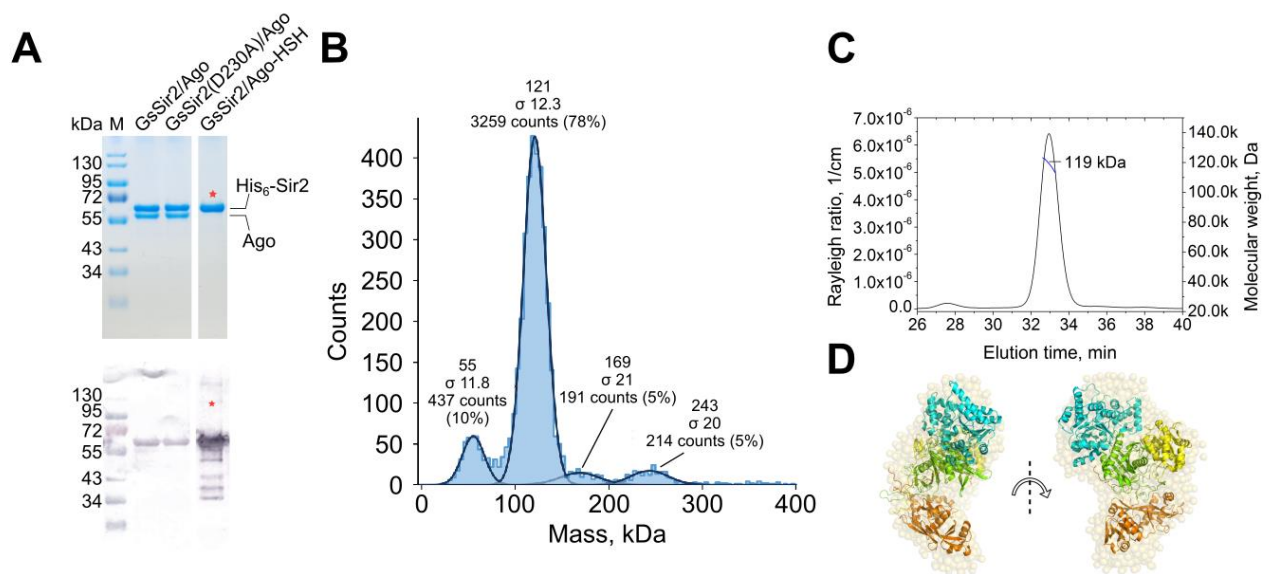 A
GsSir2/Ago
GsSir2(D230A)/Ago
GsSir2/Ago-HSH
kDa M
130
95
72
55
43
34
His6-Sir2
Ago
130
95
72
55
43
34
B
121
σ 12.3
3259 counts (78%)
55
σ 11.8
437 counts
(10%)
169
σ 21
191 counts (5%)
243
σ 20
214 counts (5%)
Counts
400
350
300
250
200
150
100
50
0
0 100 200 300 400
Mass, kDa
C
Rayleigh ratio, 1/cm
7.0x10-6
6.0x10-6
5.0x10-6
4.0x10-6
3.0x10-6
2.0x10-6
1.0x10-6
0.0
119 kDa
140.0k
120.0k
100.0k
80.0k
60.0k
40.0k
20.0k
Molecular weight, Da
26 28 30 32 34 36 38 40
Elution time, min
D